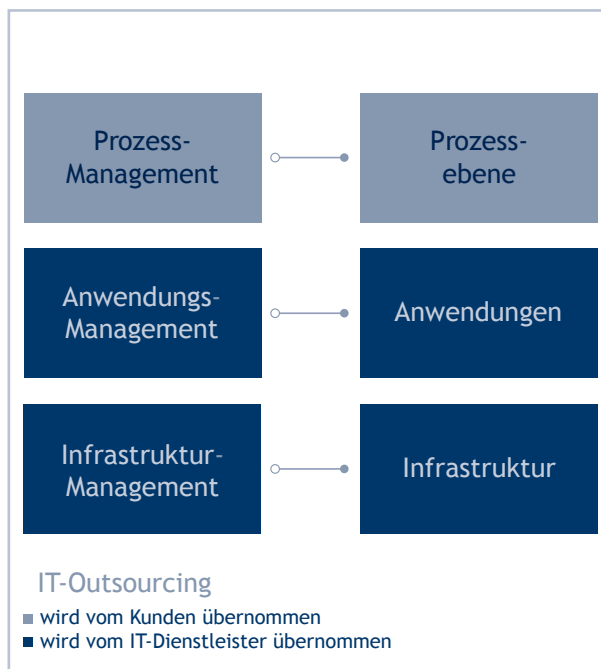 Prozess-
Management
Prozess-
ebene
Anwendungs-
Management
Anwendungen
Infrastruktur-
Management
Infrastruktur
IT-Outsourcing
wird vom Kunden übernommen
wird vom IT-Dienstleister übernommen